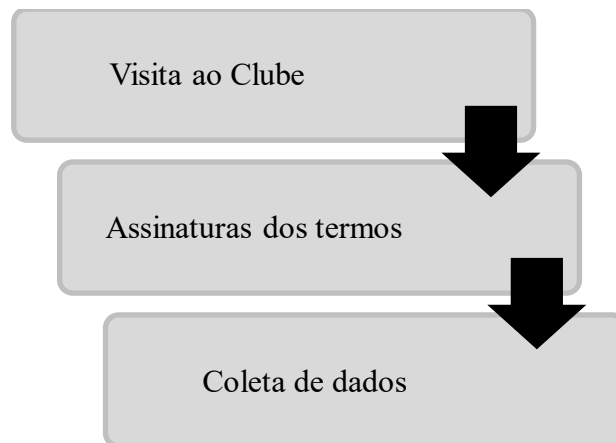 Visita ao Clube
Assinaturas dos termos
Coleta de dados